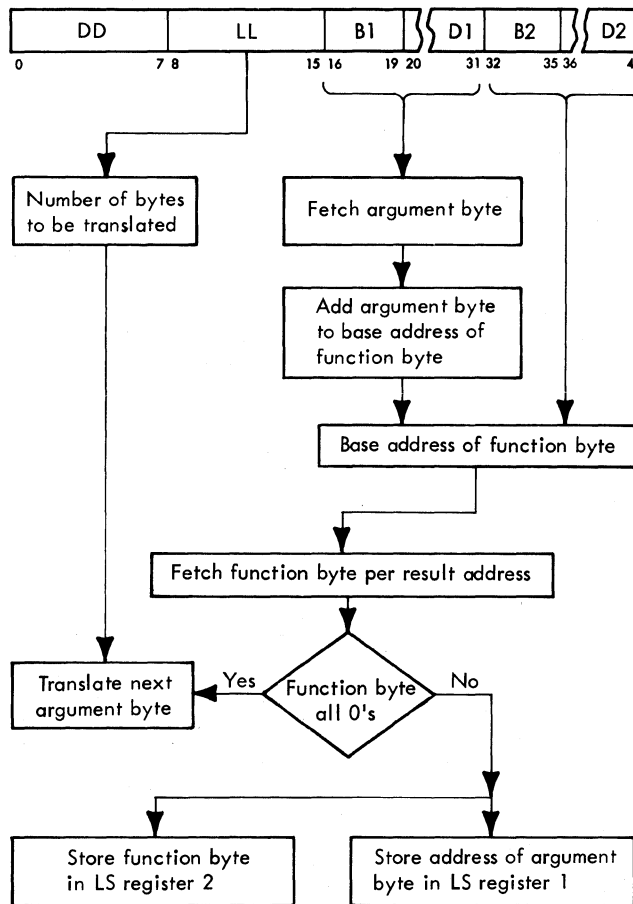 DD LL B1 D1 B2 D2
0 7 8 15 16 19 20 31 32 35 36 4
Number of bytes
to be translated
Fetch argument byte
Add argument byte
to base address of
function byte
Base address of function byte
Fetch function byte per result address
Translate next
argument byte
Yes
Function byte
all 0's
No
Store function byte
in LS register 2
Store address of argument
byte in LS register 1